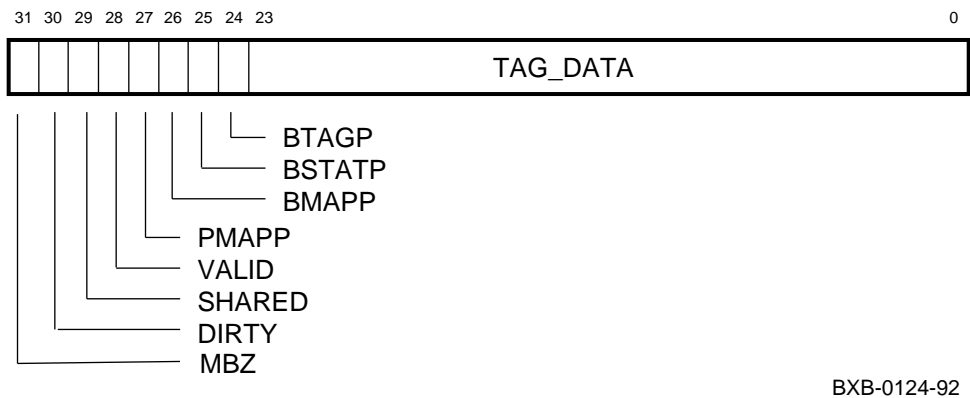 31 30 29 28 27 26 25 24 23 0
TAG_DATA
BTAGP
BSTATP
BMAPP
PMAPP
VALID
SHARED
DIRTY
MBZ
BXB-0124-92